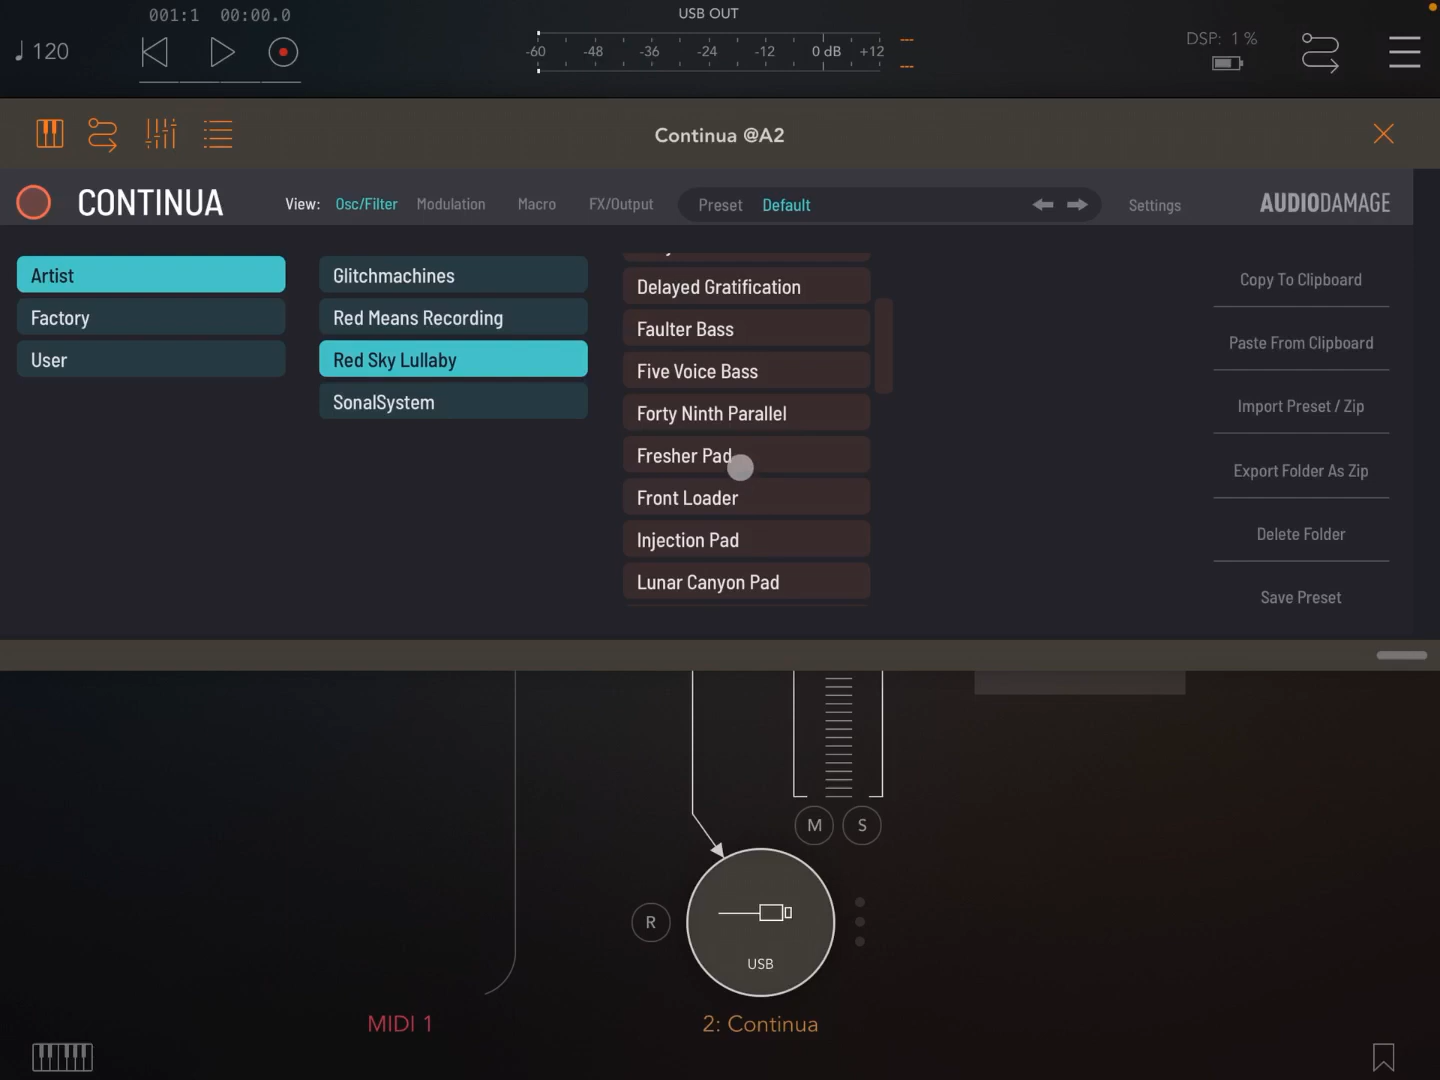 001:1 00:00.0
USB OUT
120
-60 -48 -36 -24 -12 0 dB +12
DSP: 1 %
Continua @A2
CONTINUA
View: Osc/Filter Modulation Macro FX/Output
Preset Default
Settings
AUDIODAMAGE
Artist
Factory
User
Glitchmachines
Red Means Recording
Red Sky Lullaby
SonalSystem
Delayed Gratification
Faulter Bass
Five Voice Bass
Forty Ninth Parallel
Fresher Pad
Front Loader
Injection Pad
Lunar Canyon Pad
Copy To Clipboard
Paste From Clipboard
Import Preset / Zip
Export Folder As Zip
Delete Folder
Save Preset
M S
R
USB
MIDI 1
2: Continua